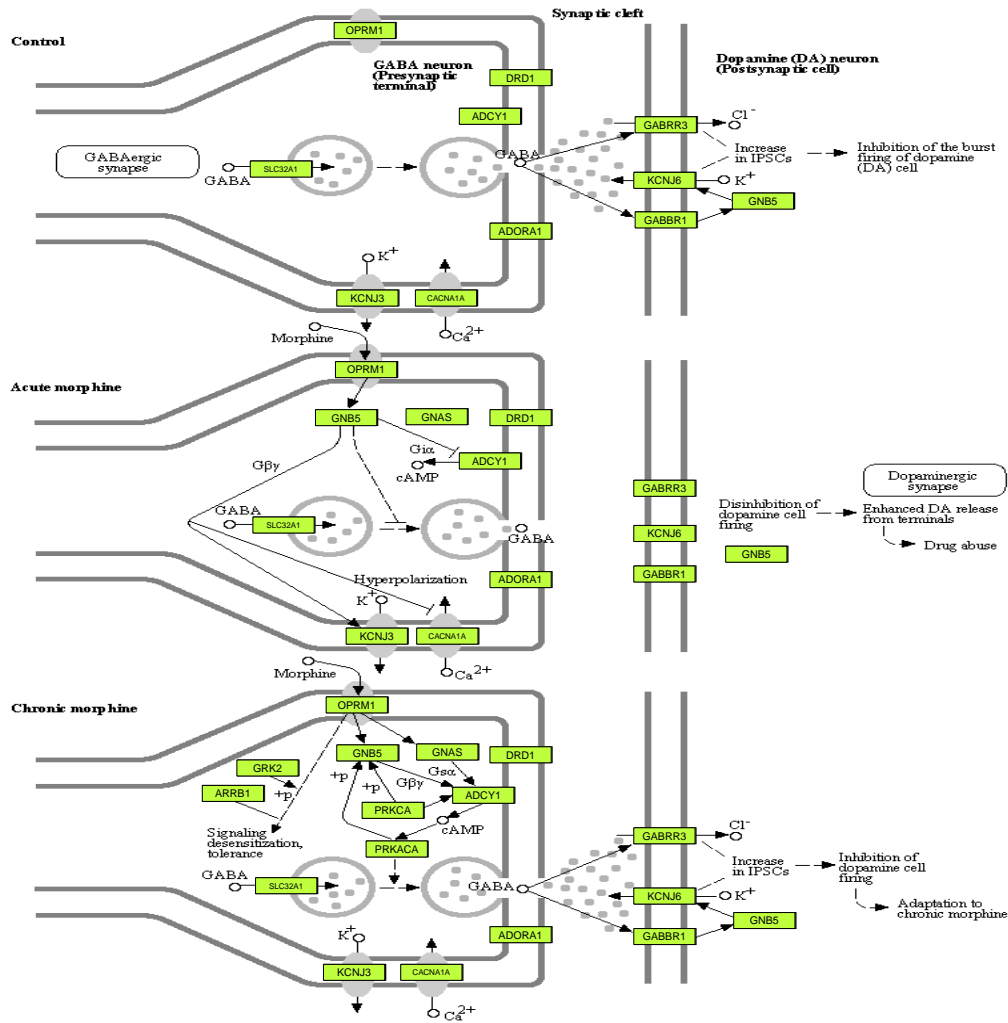 Synaptic cleft
OPRM1
Control
GABA neuron
(Presynaptic
terminal)
Dopamine (DA) neuron
(Postsynaptic cell)
DRD1
ADCY1
GABRR3
Cl-
GABAergic
synapse
GABA
SLC32A1
GABA
Increase
in IPSCs
Inhibition of the burst
firing of dopamine
(DA) cell
KCNJ6
K+
GNB5
GABBR1
ADORA1
K+
KCNJ3
CACNA1A
Ca2+
Morphine
OPRM1
Acute morphine
GNB5
GNAS
DRD1
Giα
ADCY1
cAMP
Gβγ
GABRR3
Dopaminergic
synapse
GABA
SLC32A1
GABA
KCNJ6
Disinhibition of
dopamine cell
firing
Enhanced DA release
from terminals
Drug abuse
GNB5
GABBR1
Hyperpolarization
ADORA1
K+
KCNJ3
CACNA1A
Ca2+
Morphine
OPRM1
Chronic morphine
GNB5
GNAS
DRD1
GRK2
+p
+p
+p
Gβγ
Gsα
ARRB1
ADCY1
PRKCA
cAMP
Signaling
desensitization,
tolerance
PRKACA
GABRR3
Cl-
GABA
SLC32A1
GABA
Increase
in IPSCs
Inhibition of
dopamine cell
firing
KCNJ6
K+
GNB5
Adaptation to
chronic morphine
GABBR1
ADORA1
K+
KCNJ3
CACNA1A
Ca2+